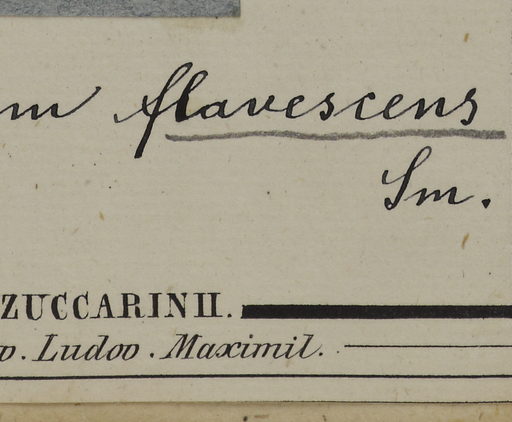 m flavescens
Sm.
ZUCCARINII.
o. Ludov. Maximil.